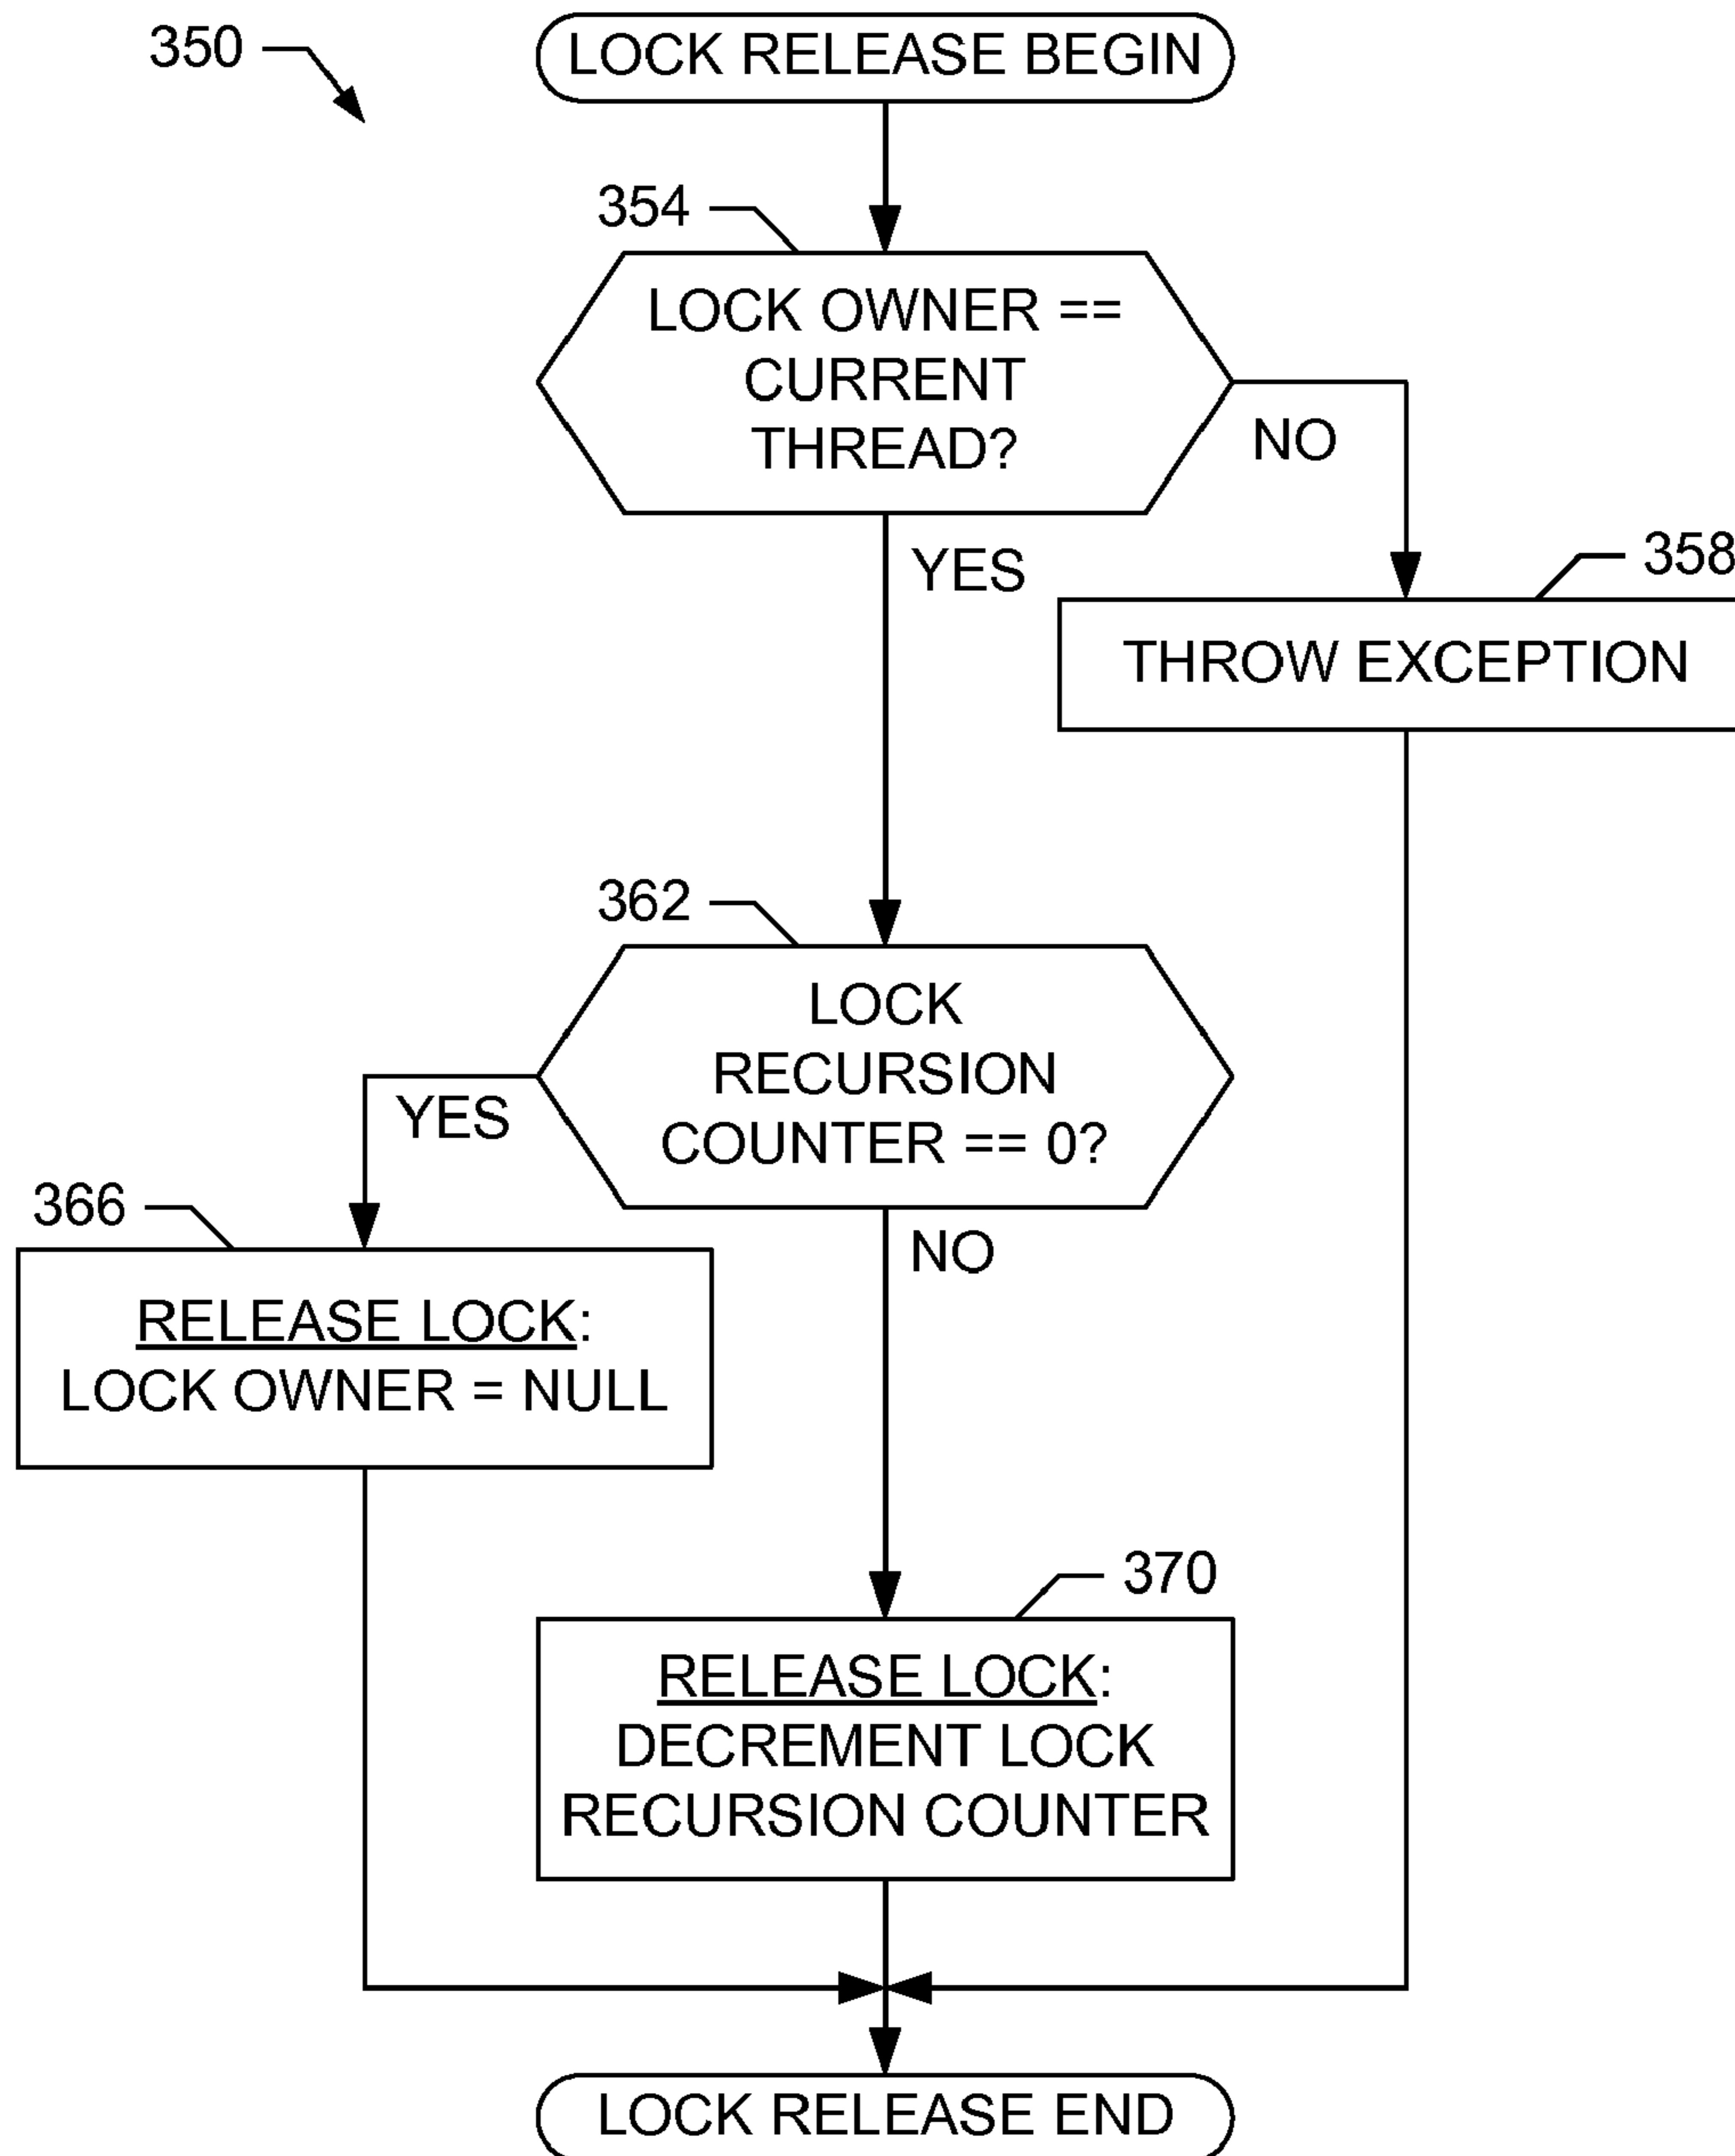 350
LOCK RELEASE BEGIN
354
LOCK OWNER ==
CURRENT
THREAD?
NO
YES
358
THROW EXCEPTION
362
LOCK
RECURSION
COUNTER == 0?
YES
366
NO
RELEASE LOCK:
LOCK OWNER = NULL
370
RELEASE LOCK:
DECREMENT LOCK
RECURSION COUNTER
LOCK RELEASE END